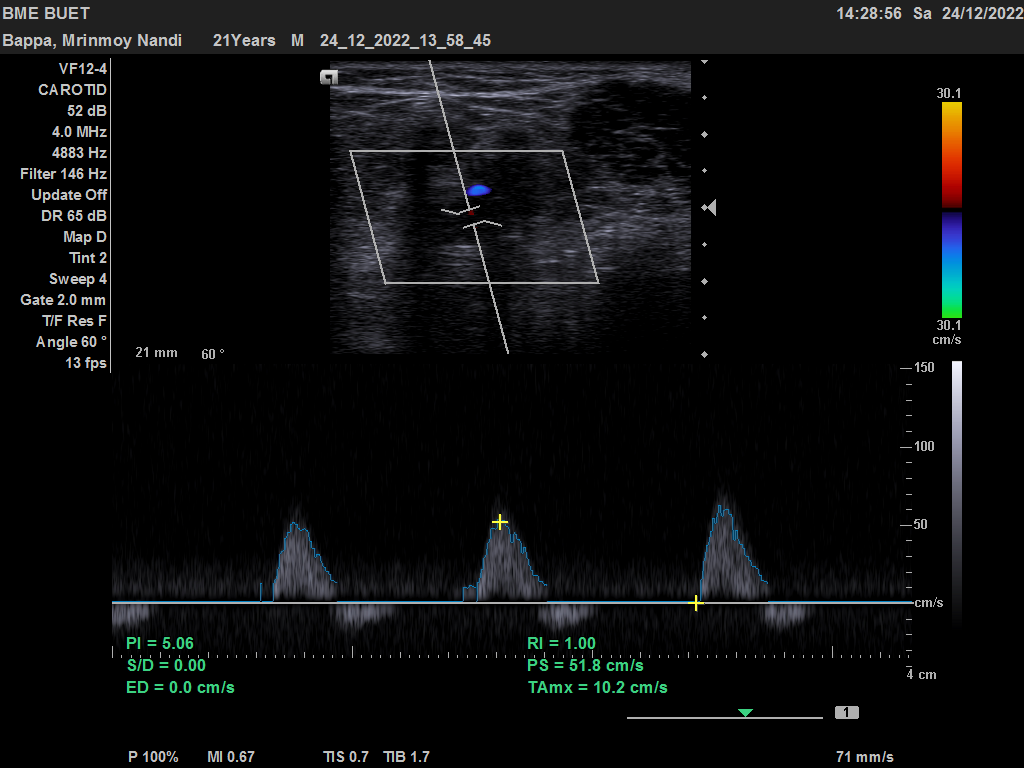 BME BUET 14:28:56 Sa 24/12/2022
Bappa, Mrinmoy Nandi 21Years M 24_12_2022_13_58_45
VF12-4
CAROTID
52 dB
4.0 MHz
4883 Hz
Filter 146 Hz
Update Off
DR 65 dB
Map D
Tint 2
Sweep 4
Gate 2.0 mm
T/F Res F
Angle 60 °
13 fps
21 mm 60 °
30.1
30.1
cm/s
150
100
50
cm/s
4 cm
PI = 5.06
S/D = 0.00
ED = 0.0 cm/s
RI = 1.00
PS = 51.8 cm/s
TAmx = 10.2 cm/s
1
P 100% MI 0.67 TIS 0.7 TIB 1.7 71 mm/s